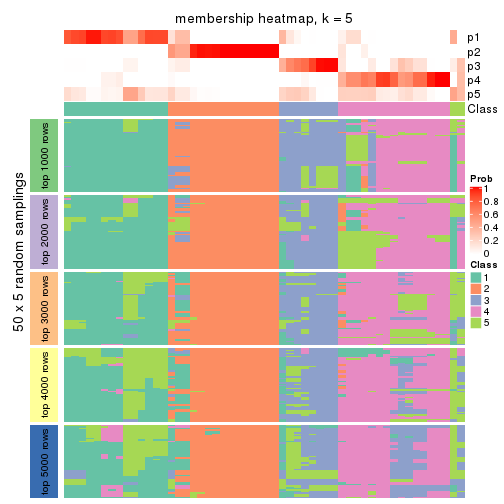 membership heatmap, k = 5
p1
p2
p3
p4
p5
Class
50 x 5 random samplings
top 1000 rows
top 2000 rows
top 3000 rows
top 4000 rows
top 5000 rows
Prob
1
0.8
0.6
0.4
0.2
0
Class
1
2
3
4
5